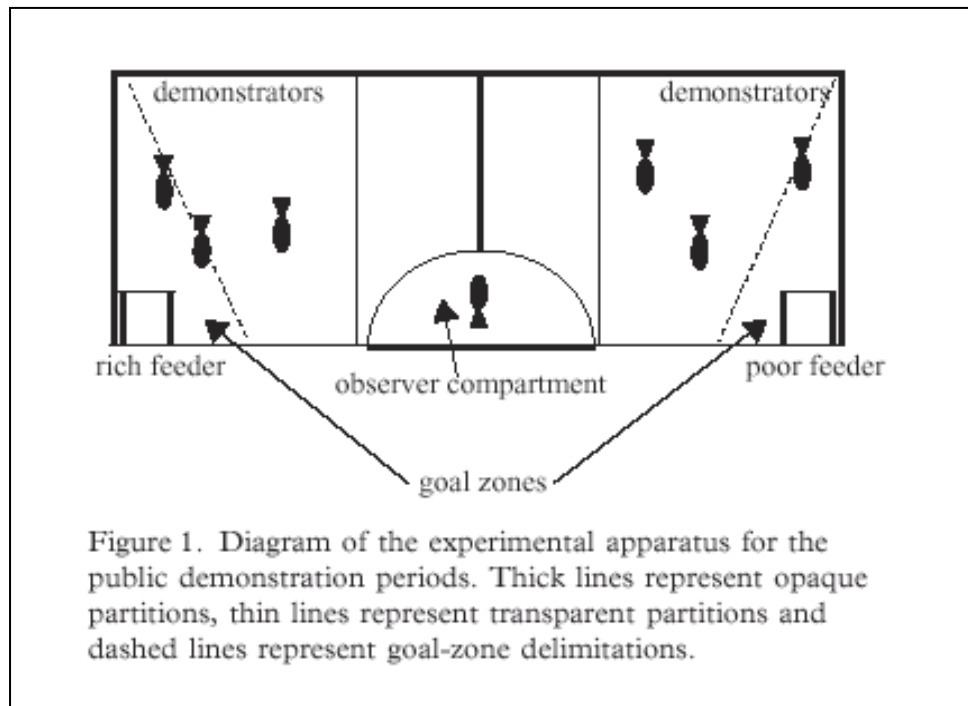 demonstrators
demonstrators
rich feeder
poor feeder
observer compartment
goal zones
Figure 1. Diagram of the experimental apparatus for the
public demonstration periods. Thick lines represent opaque
partitions, thin lines represent transparent partitions and
dashed lines represent goal-zone delimitations.